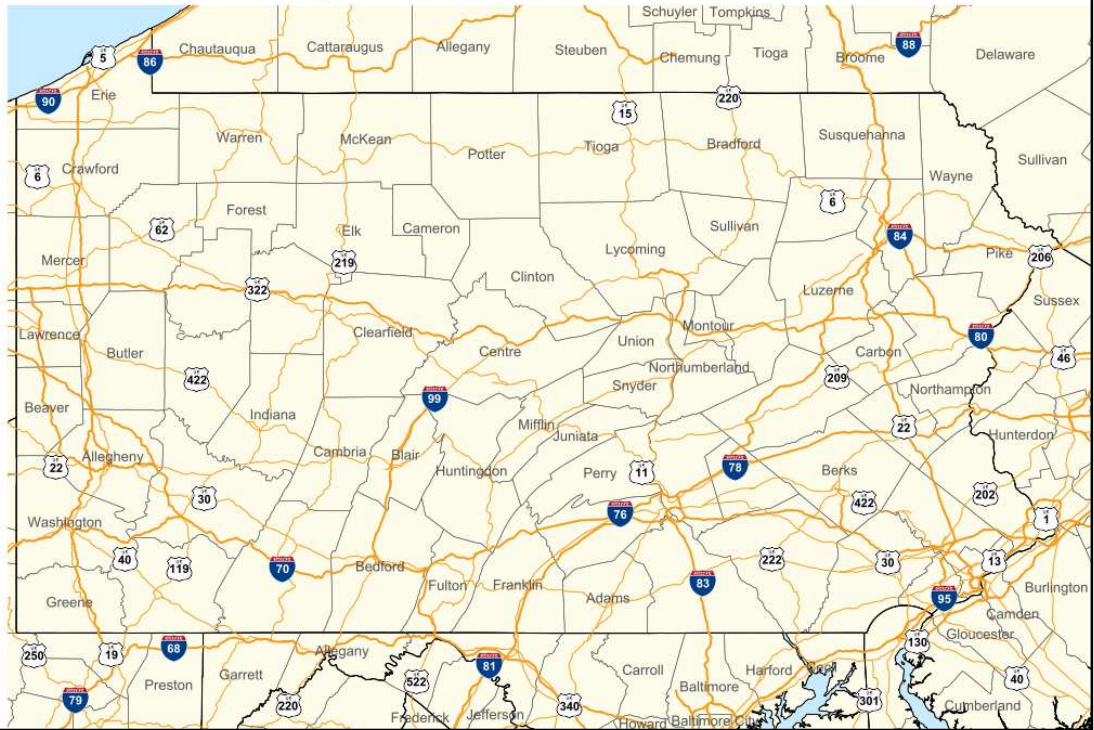 Schuyler Tompkins
5 Chautauqua Cattaraugus Allegany Steuben Chemung Tioga Broome 88 Delaware
86
90 Erie
15 220
Warren McKean Potter Tioga Bradford Susquehanna
6 Crawford Wayne Sullivan
Forest 6
62 Elk Cameron Sullivan 84
Mercer 219 Lycoming Pike 206
322 Clinton Luzerne Sussex
Lawrence Clearfield Montour 80
Butler Centre Union Carbon 46
422 Snyder Northumberland 209 Northampton
Beaver Indiana 99 Mifflin 22
22 Allegheny Cambria Blair Juniata Hunterdon
Huntingdon Perry 11 78 Berks
30 422 202
Washington 76 1
40 119 70 Bedford 222 30 13
Greene Fulton Franklin Adams 83 95 Burlington
Camden
250 19 68 Allegany 130 Gloucester
Garrett 81 Carroll Harford Cecil
79 Preston 220 522 Baltimore 40
Frederick Jefferson 340 301 Cumberland
Howard Baltimore City